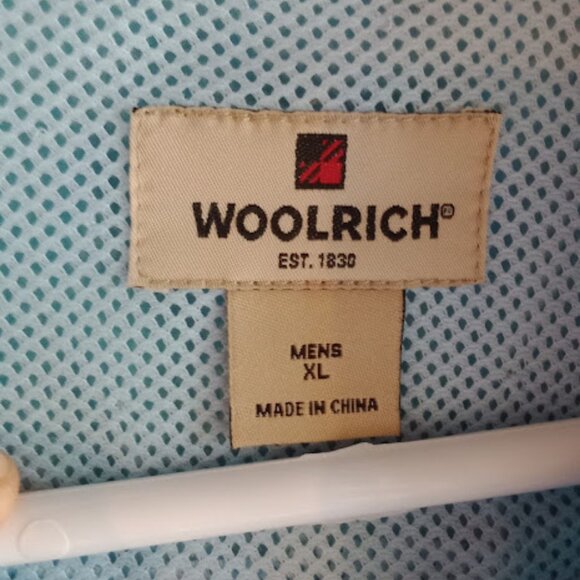 WOOLRICH®
EST. 1830
MENS
XL
MADE IN CHINA